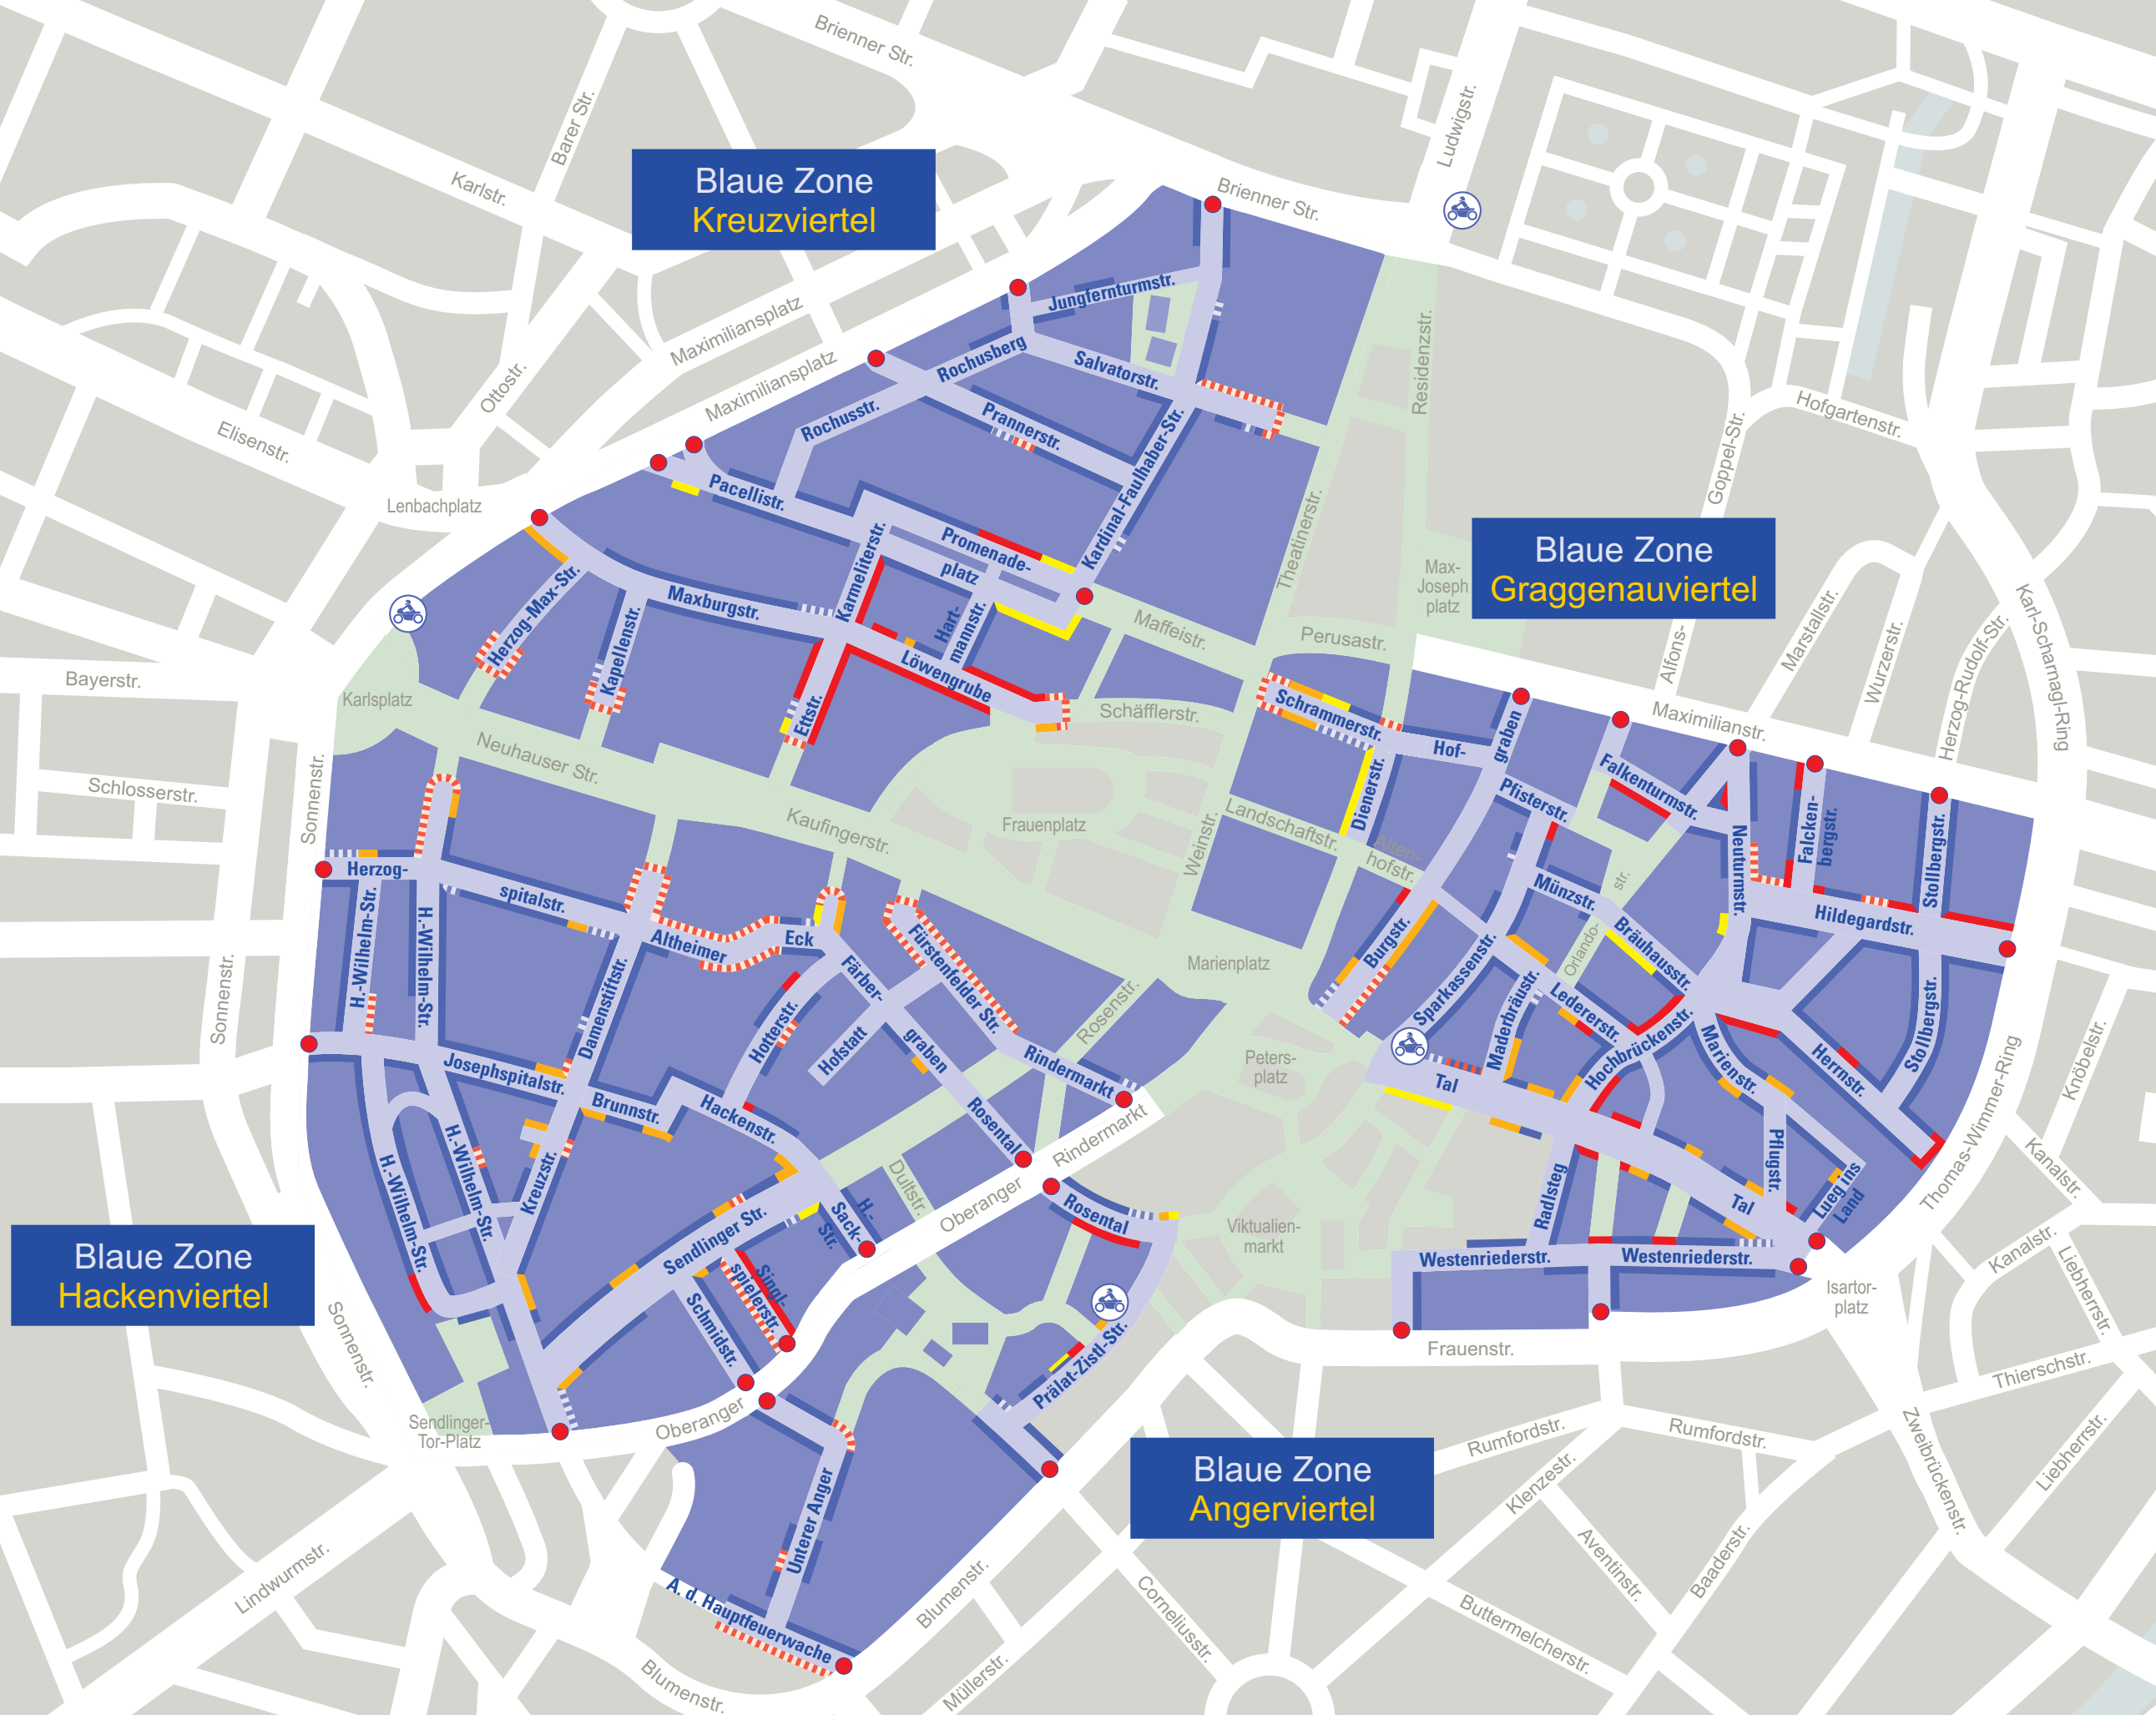 Brienner Str.
Barer Str.
Karlstr.
Ludwigstr.
Blaue Zone
Kreuzviertel
Brienner Str.
Jungfernturmstr.
Maximiliansplatz
Maximiliansplatz
Rochusberg
Salvatorstr.
Residenzstr.
Ottostr.
Rochusstr.
Prannerstr.
Kardinal-Faulhaber-Str.
Elisenstr.
Hofgartenstr.
Goppel-Str.
Alfons-
Lenbachplatz
Pacellistr.
Theatinerstr.
Promenade-
platz
Karmeliterstr.
Blaue Zone
Graggenauviertel
Max-
Joseph
platz
Herzog-Max-Str.
Maxburgstr.
Kapellenstr.
Hart-
mannstr.
Löwengrube
Maffeistr.
Perusastr.
Marstallstr.
Wurzerstr.
Herzog-Rudolf-Str.
Karl-Scharnagl-Ring
Bayerstr.
Karlsplatz
Ettstr.
Schäfflerstr.
Schrammerstr.
Hof-
graben
Maximilianstr.
Neuhauser Str.
Schlosserstr.
Sonnenstr.
Kaufingerstr.
Frauenplatz
Weinstr.
Landschaftstr.
Dienerstr.
Alten-
hofstr.
Pfisterstr.
Falkenturmstr.
Neuturmstr.
Falcken-
bergstr.
Stollbergstr.
Herzog-
spitalstr.
H.-Wilhelm-Str.
H.-Wilhelm-Str.
Altheimer
Eck
Fürstenfelder Str.
Färber-
graben
Damenstiftstr.
Hotterstr.
Hofstatt
Marienplatz
Burgstr.
Sparkassenstr.
Münzstr.
Bräuhausstr.
Orlando-
str.
Hildegardstr.
Sonnenstr.
Josephspitalstr.
Brunnstr.
Hackenstr.
Rosental
Rindermarkt
Rosenstr.
Rindermarkt
Peters-
platz
Tal
Maderbräustr.
Ledererstr.
Hochbrückenstr.
Marienstr.
Herrnstr.
Stollbergstr.
Thomas-Wimmer-Ring
Knöbelstr.
H.-Wilhelm-Str.
H.-Wilhelm-Str.
Kreuzstr.
Dultstr.
Oberanger
Rosental
Viktualien-
markt
Radlsteg
Pflugstr.
Tal
Lueg ins
Land
Kanalstr.
Kanalstr.
Liebherrstr.
Sendlinger Str.
H.-
Sack-
Str.
Blaue Zone
Hackenviertel
Singl-
spielerstr.
Schmidstr.
Westenriederstr.
Westenriederstr.
Isartor-
platz
Sonnenstr.
Prälat-Zistl-Str.
Frauenstr.
Thierschstr.
Sendlinger-
Tor-Platz
Oberanger
Blaue Zone
Angerviertel
Rumfordstr.
Rumfordstr.
Zweibrückenstr.
Liebherrstr.
Klenzestr.
Unterer Anger
Lindwurmstr.
A. d. Hauptfeuerwache
Blumenstr.
Corneliusstr.
Aventinstr.
Baaderstr.
Buttermelcherstr.
Blumenstr.
Müllerstr.